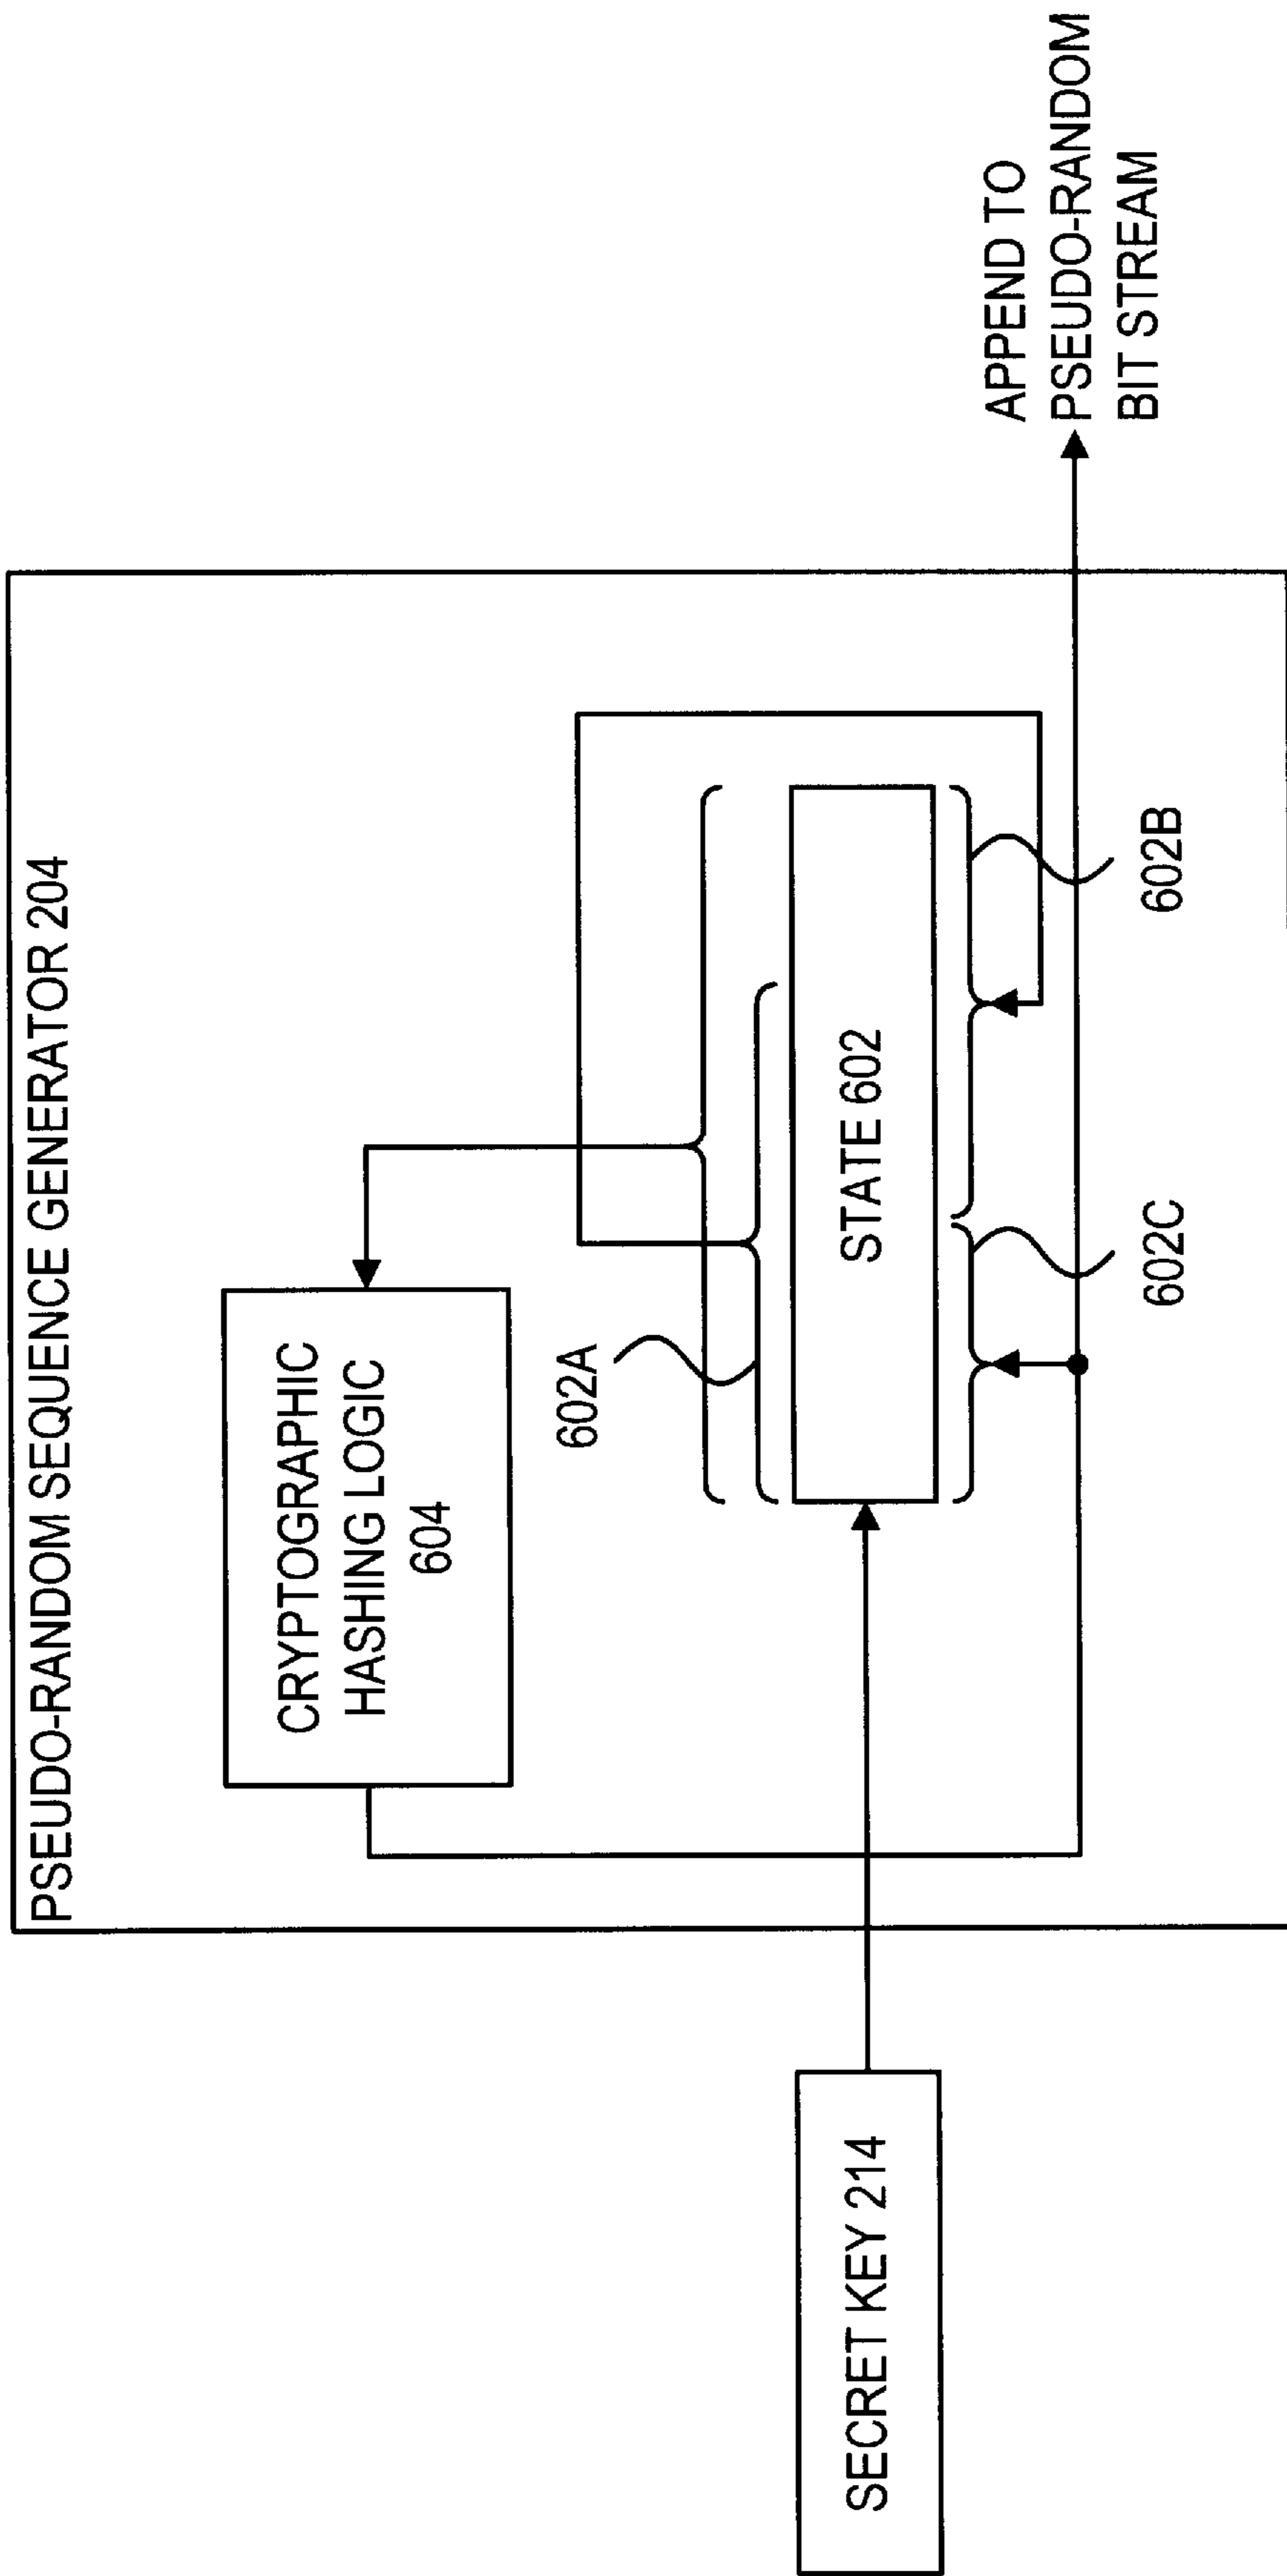 PSEUDO-RANDOM SEQUENCE GENERATOR 204
CRYPTOGRAPHIC
HASHING LOGIC
604
602A
SECRET KEY 214
STATE 602
602C
602B
APPEND TO
PSEUDO-RANDOM
BIT STREAM